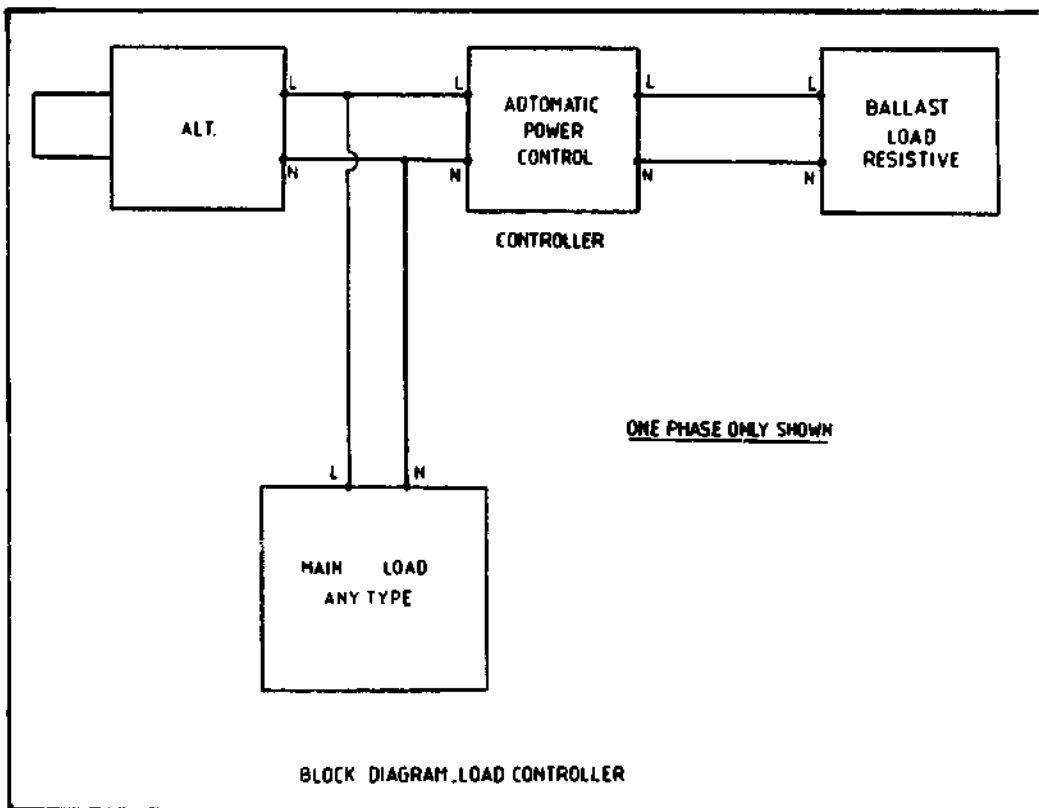 ALT.
L
N
L
N
AUTOMATIC
POWER
CONTROL
L
N
L
N
BALLAST
LOAD
RESISTIVE
CONTROLLER
ONE PHASE ONLY SHOWN
L N
MAIN LOAD
ANY TYPE
BLOCK DIAGRAM.LOAD CONTROLLER